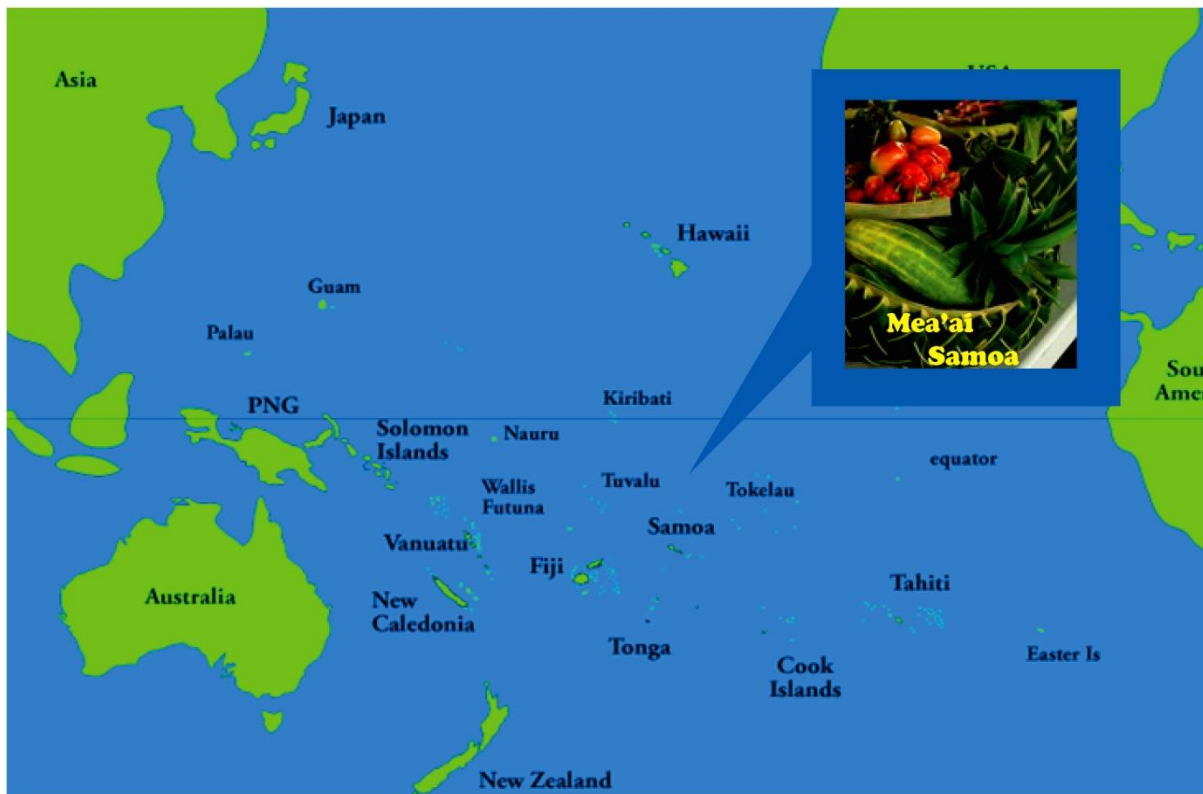 Asia
Japan
Hawaii
Guam
Palau
Mea'ai
Samoa
PNG
Kiribati
Solomon
Islands
Nauru
equator
Wallis
Futuna
Tuvalu
Tokelau
Samoa
Vanuatu
Fiji
Australia
New
Caledonia
Tahiti
Tonga
Cook
Islands
Easter Is
New Zealand